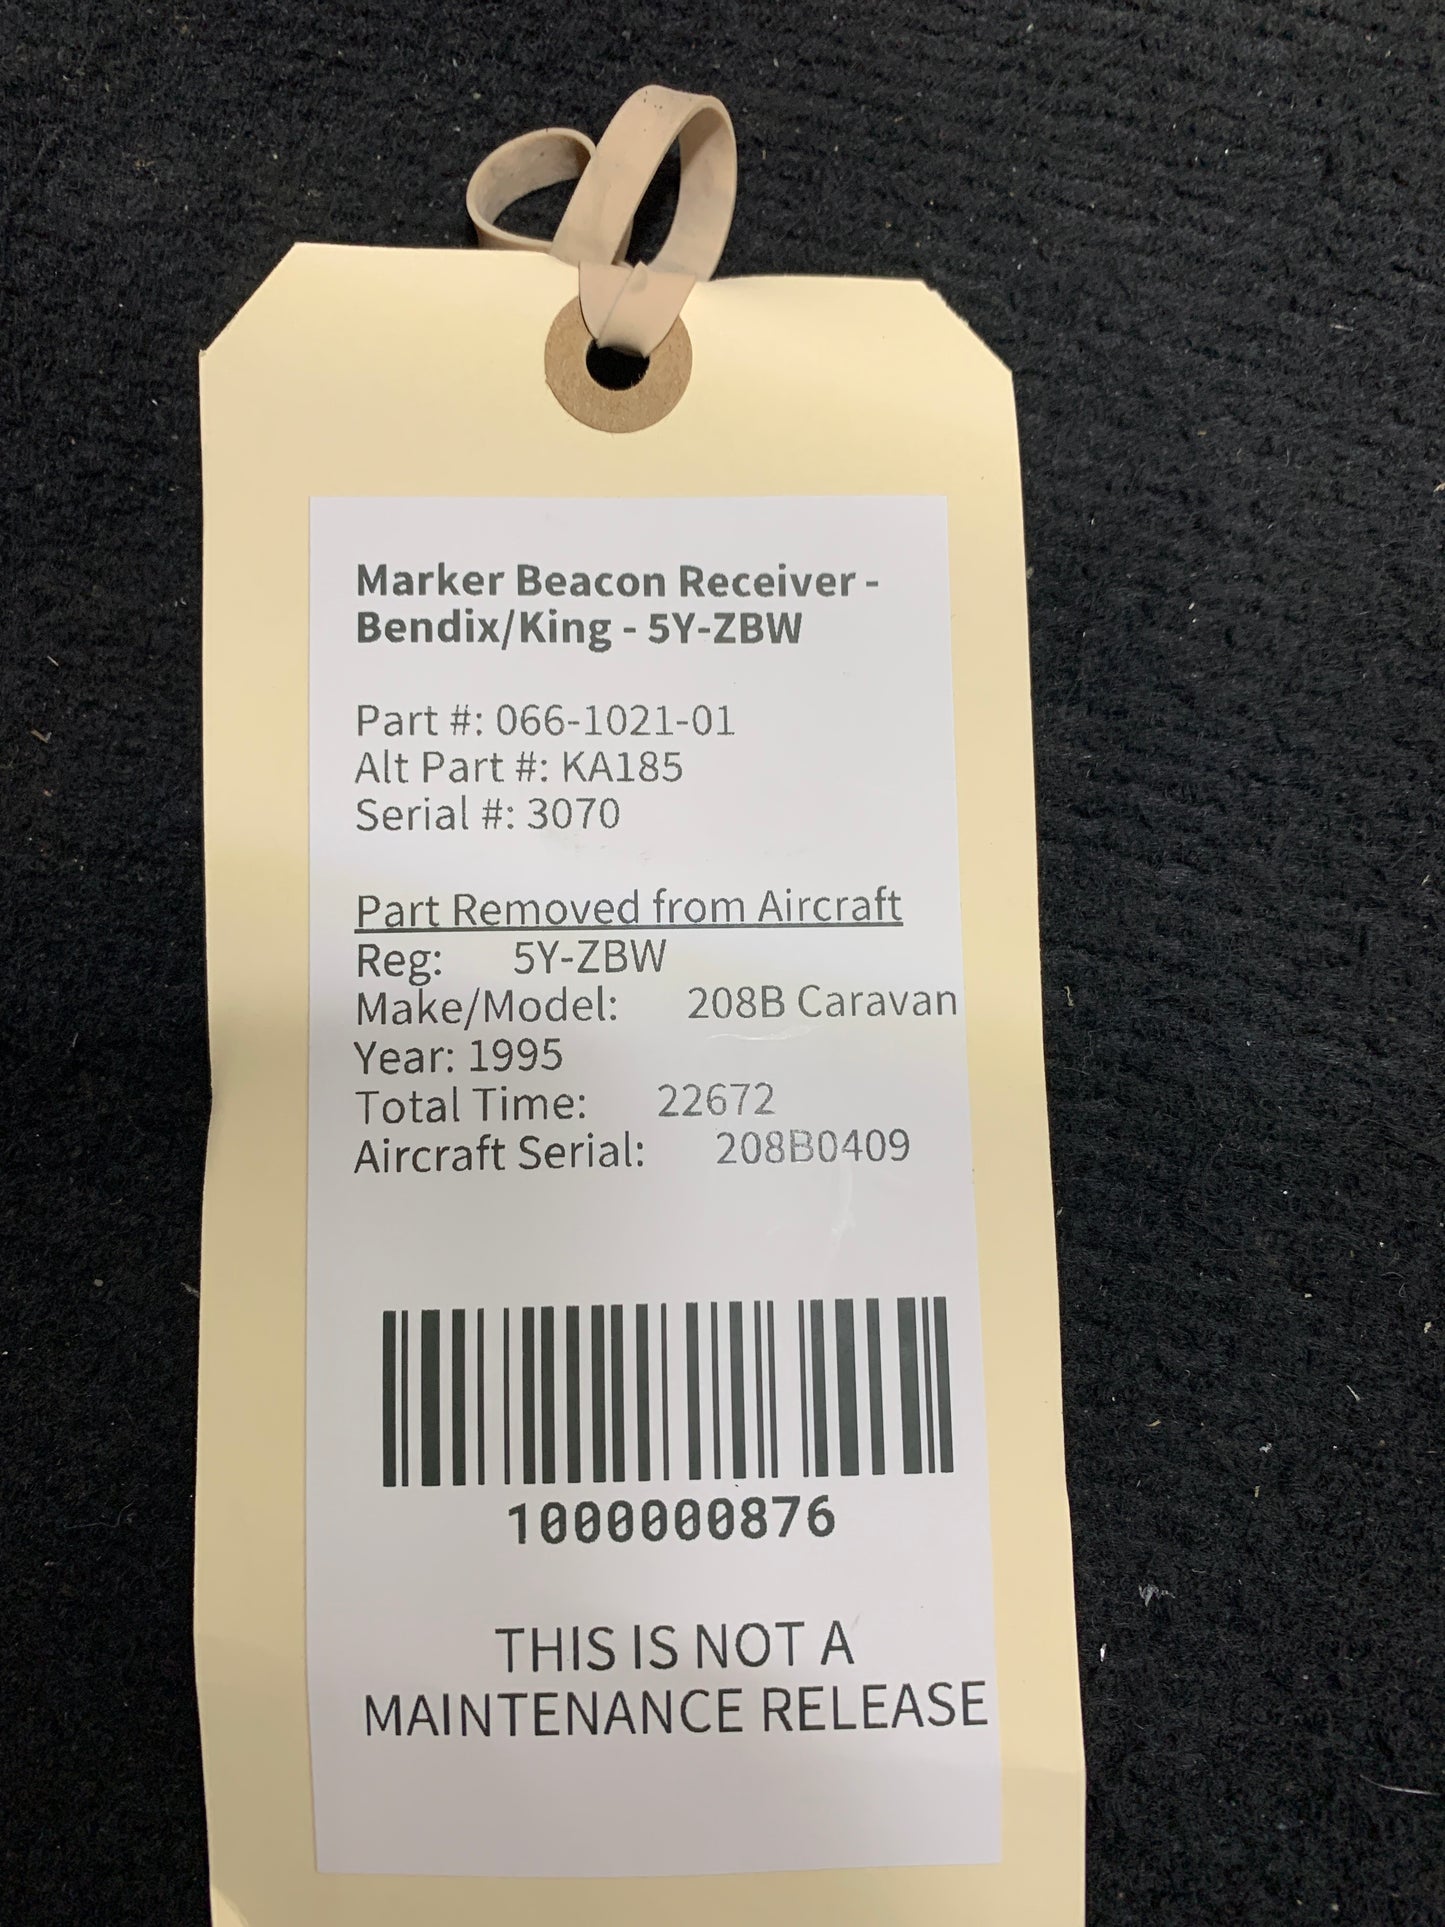 Marker Beacon Receiver -
Bendix/King - 5Y-ZBW
Part #: 066-1021-01
Alt Part #: KA185
Serial #: 3070
Part Removed from Aircraft
Reg: 5Y-ZBW
Make/Model: 208B Caravan
Year: 1995
Total Time: 22672
Aircraft Serial: 208B0409
1000000876
THIS IS NOT A
MAINTENANCE RELEASE